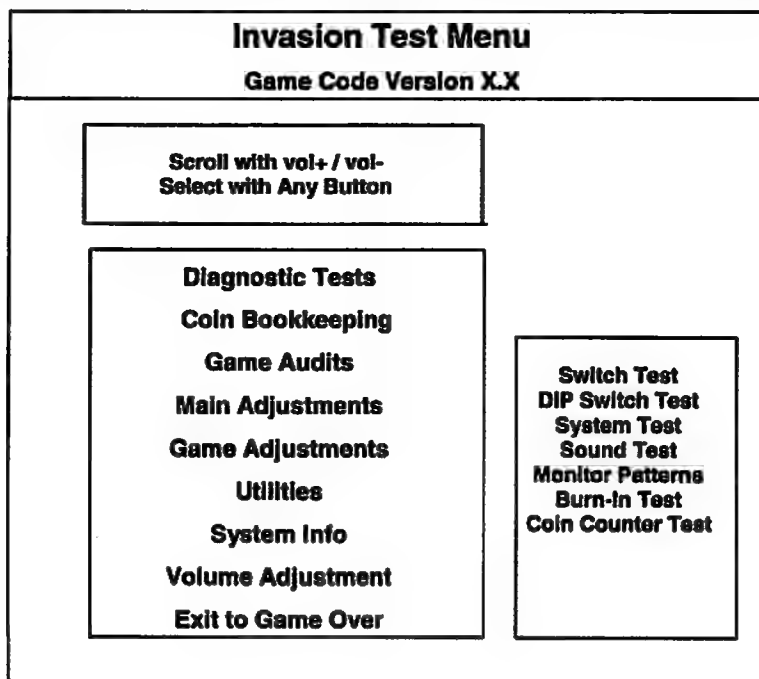 Invasion Test Menu
Game Code Version X.X
Scroll with vol+ / vol-
Select with Any Button
Diagnostic Tests
Coin Bookkeeping
Game Audits
Main Adjustments
Game Adjustments
Utilities
System Info
Volume Adjustment
Exit to Game Over
Switch Test
DIP Switch Test
System Test
Sound Test
Monitor Patterns
Burn-In Test
Coin Counter Test